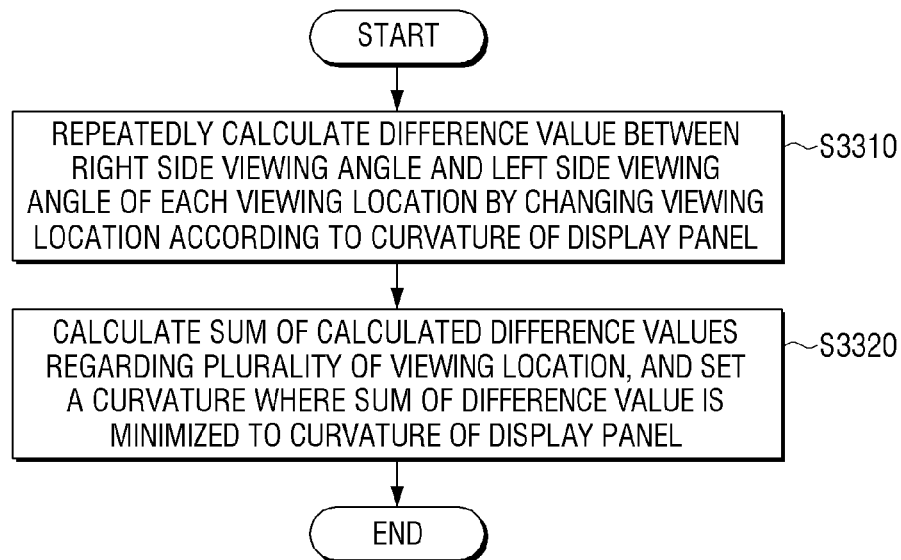 START
REPEATEDLY CALCULATE DIFFERENCE VALUE BETWEEN
RIGHT SIDE VIEWING ANGLE AND LEFT SIDE VIEWING
ANGLE OF EACH VIEWING LOCATION BY CHANGING VIEWING
LOCATION ACCORDING TO CURVATURE OF DISPLAY PANEL
S3310
CALCULATE SUM OF CALCULATED DIFFERENCE VALUES
REGARDING PLURALITY OF VIEWING LOCATION, AND SET
A CURVATURE WHERE SUM OF DIFFERENCE VALUE IS
MINIMIZED TO CURVATURE OF DISPLAY PANEL
S3320
END